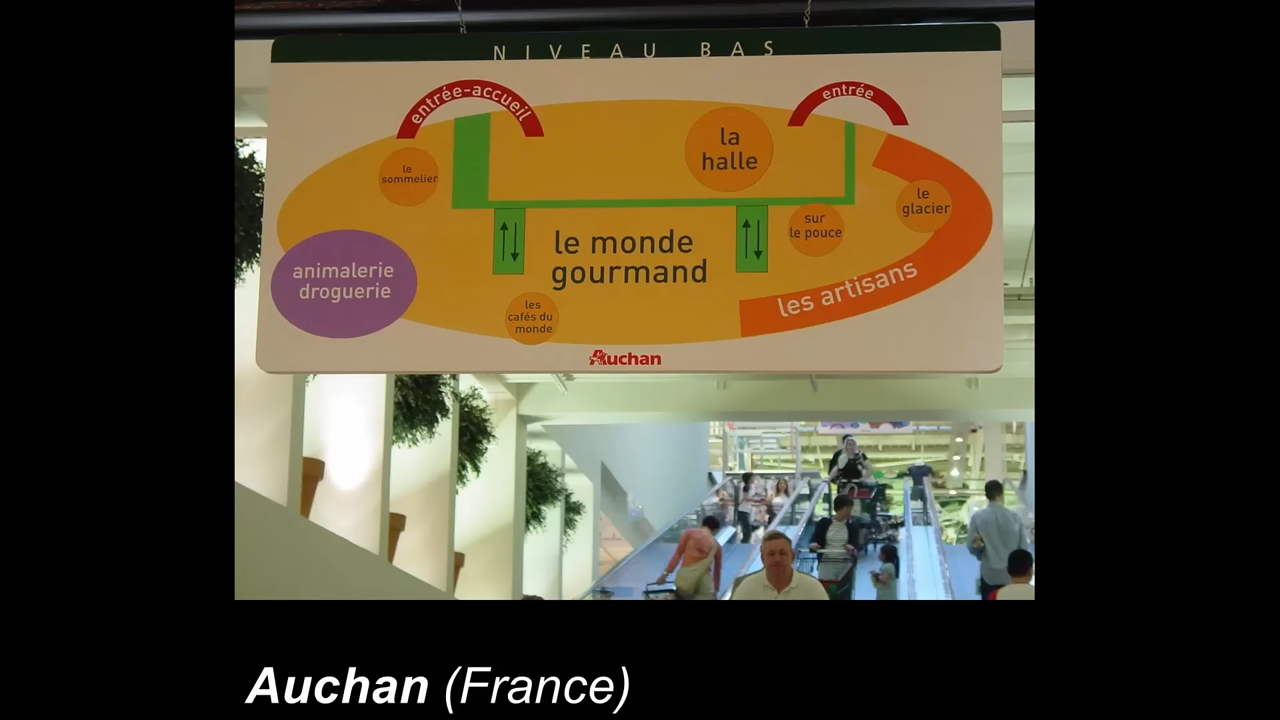 NIVEAU BAS
entrée-accueil
entrée
la
halle
le
sommelier
le
glacier
sur
le pouce
le monde
gourmand
animalerie
droguerie
les artisans
les
cafés du
monde
Auchan
Auchan (France)